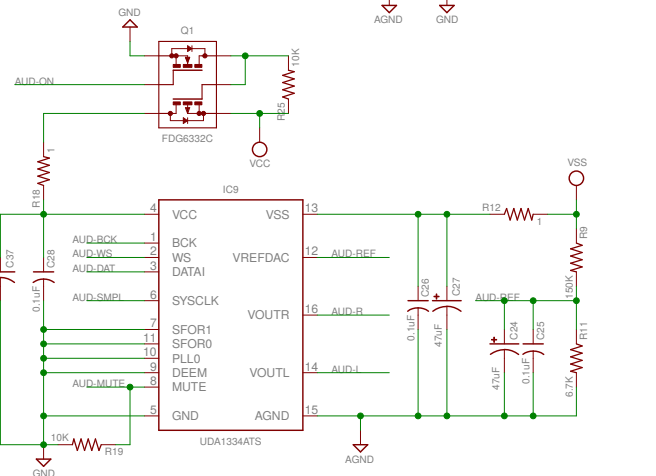 AGND
GND
GND
Q1
10K
AUD-ON
R25
FDG6332C
VCC
1
R18
VSS
IC9
4
VCC
VSS
13
R12
1
R9
C37
C28
0.1uF
AUD-BCK
1
BCK
AUD-WS
2
WS
VREFDAC
12
AUD-REF
AUD-DAT
3
DATAI
150K
C26
C27
AUD-REF
AUD-SMPL
6
SYSCLK
VOUTR
16
AUD-R
0.1uF
47uF
C24
C25
R11
7
SFOR1
11
SFOR0
10
PLL0
9
DEEM
VOUTL
14
AUD-L
47uF
0.1uF
6.7K
AUD-MUTE
8
MUTE
5
GND
AGND
15
10K
R19
UDA1334ATS
AGND
GND